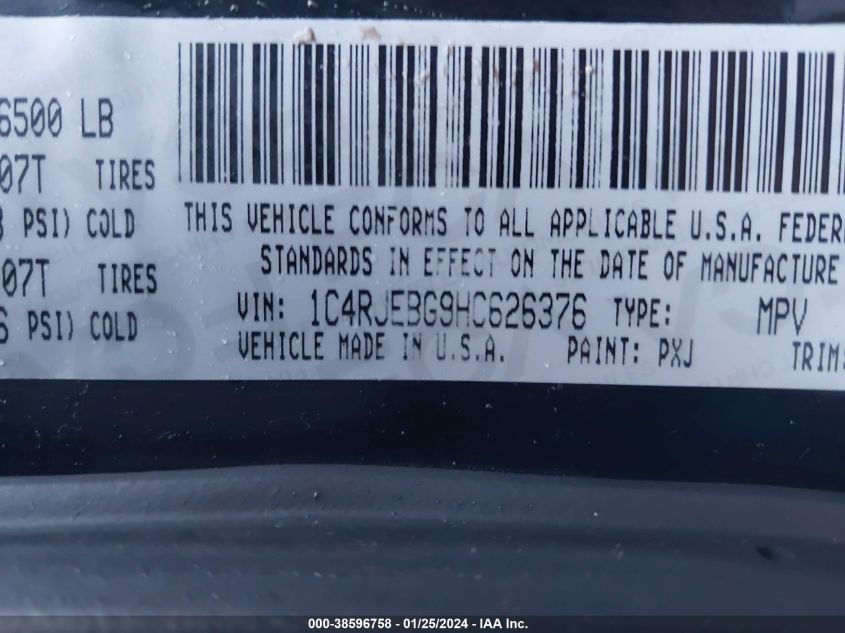 6500 LB
07T TIRES
PSI) COLD
THIS VEHICLE CONFORMS TO ALL APPLICABLE U.S.A. FEDER
07T TIRES
STANDARDS IN EFFECT ON THE DATE OF MANUFACTURE
PSI) COLD
VIN: 1C4RJEBG9HC626376 TYPE: MPV
VEHICLE MADE IN U.S.A. PAINT: PXJ TRIM:
000-38596758 - 01/25/2024 - IAA Inc.